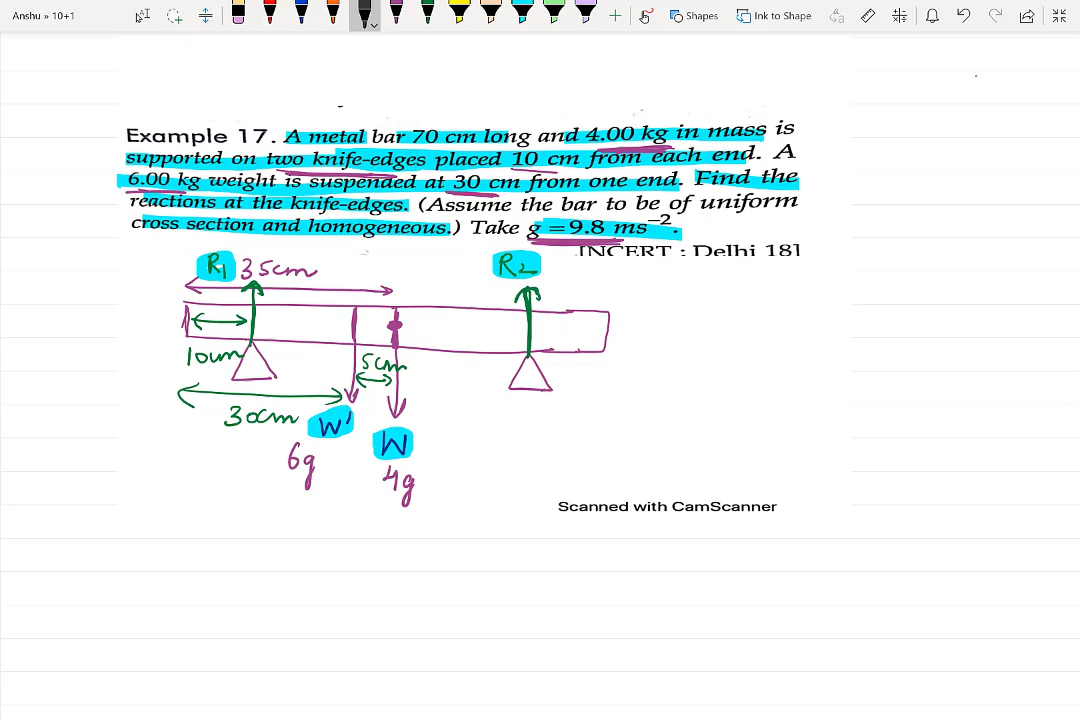 Anshu » 10+1
Shapes
Ink to Shape
Example 17. A metal bar 70 cm long and 4.00 kg in mass is
supported on two knife-edges placed 10 cm from each end. A
6.00 kg weight is suspended at 30 cm from one end. Find the
reactions at the knife-edges. (Assume the bar to be of uniform
cross section and homogeneous.) Take g = 9.8 ms⁻².
[NCERT : Delhi 18]
R₁ 35cm
R₂
10cm
5cm
30cm
W'
W
6g
4g
Scanned with CamScanner